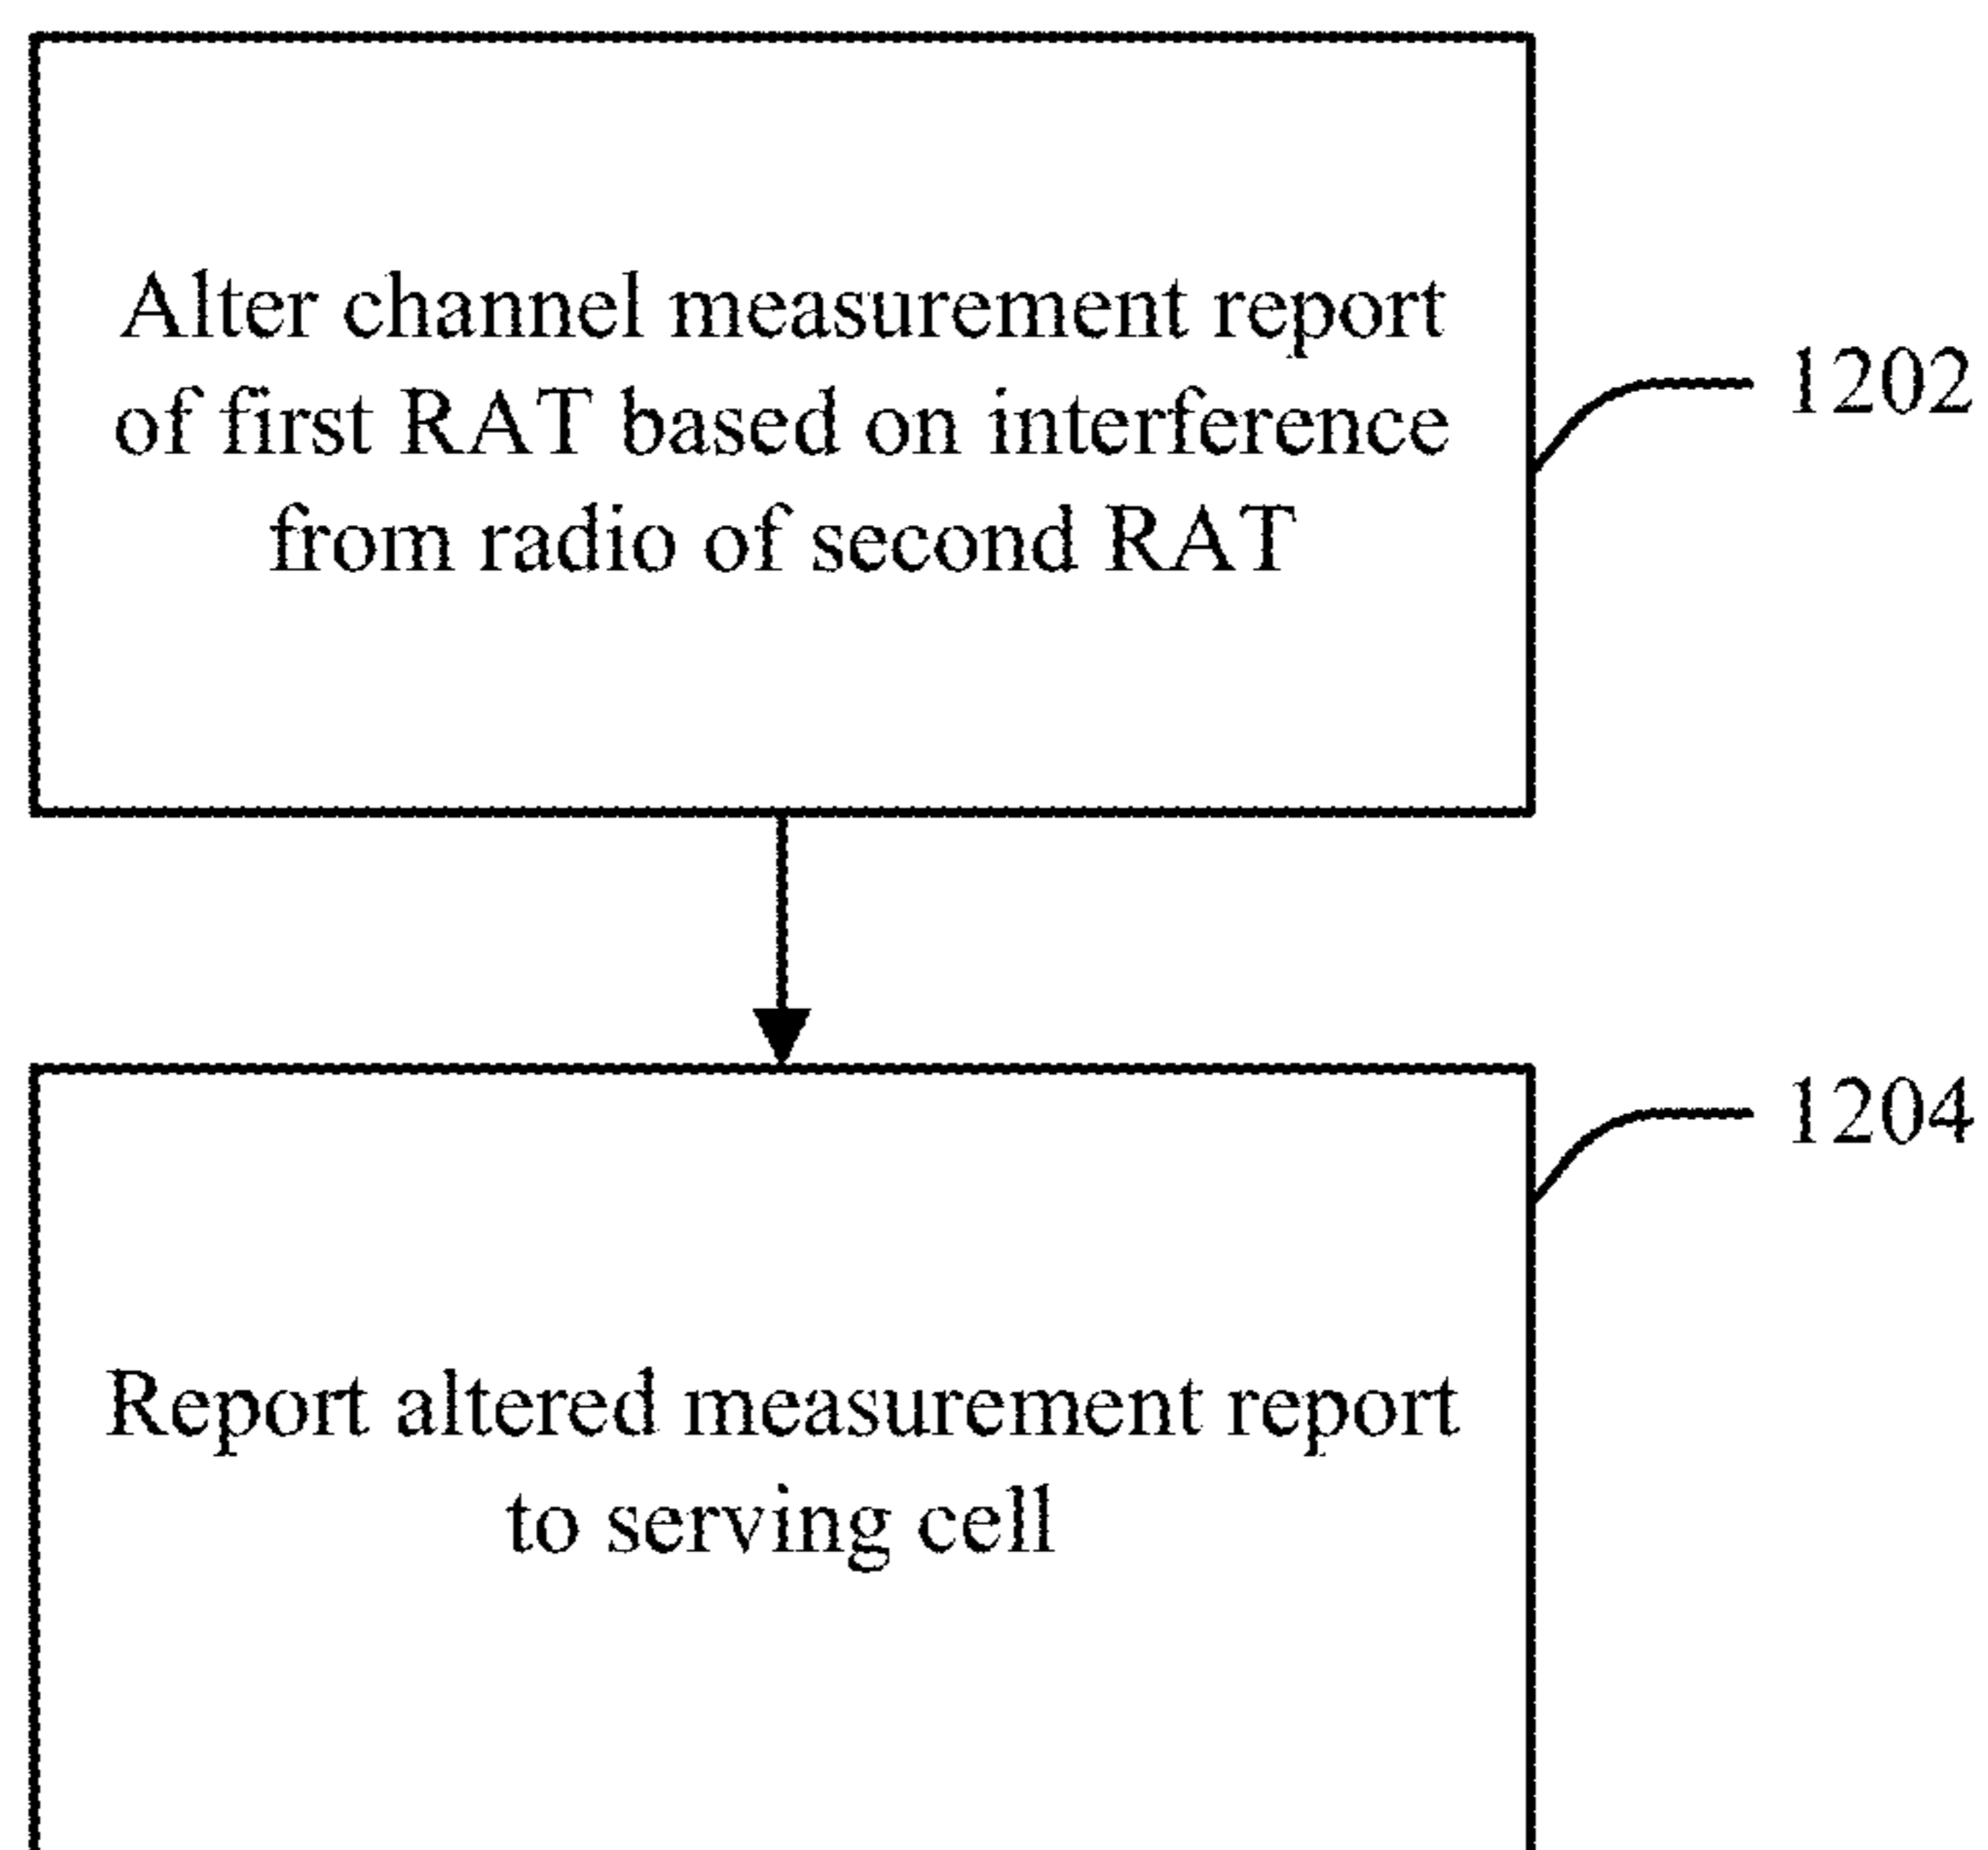 Alter channel measurement report
of first RAT based on interference
from radio of second RAT
1202
1204
Report altered measurement report
to serving cell